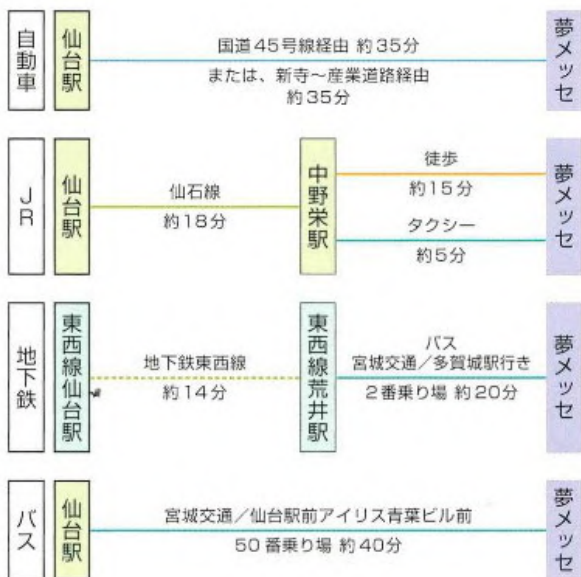 自動車
仙台駅
国道45号線経由 約35分
または、新寺〜産業道路経由
約35分
夢メッセ
JR
仙台駅
仙石線
約18分
中野栄駅
徒歩
約15分
タクシー
約5分
夢メッセ
地下鉄
東西線仙台駅
地下鉄東西線
約14分
東西線荒井駅
バス
宮城交通／多賀城駅行き
2番乗り場 約20分
夢メッセ
バス
仙台駅
宮城交通／仙台駅前アイリス青葉ビル前
50番乗り場 約40分
夢メッセ